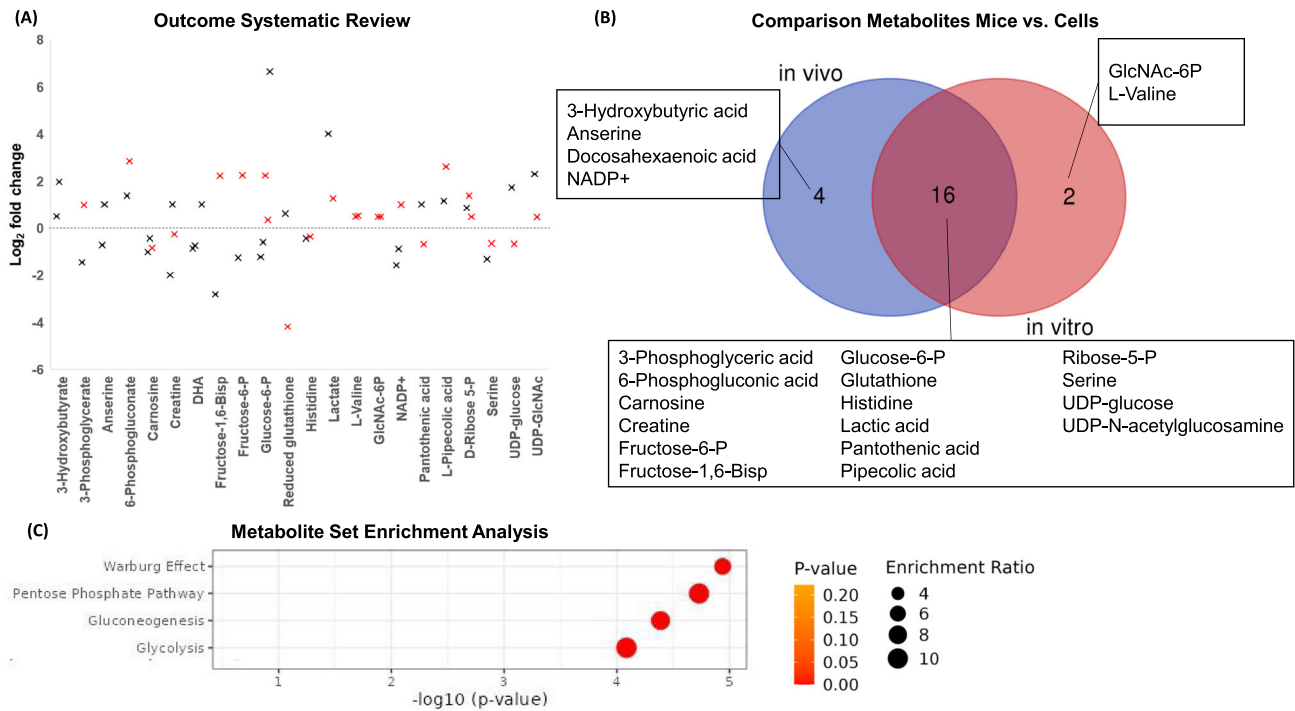 (A)
Outcome Systematic Review
8
6
4
2
0
-2
-4
-6
Log2 fold change
3-Hydroxybutyrate
3-Phosphoglycerate
Anserine
6-Phosphogluconate
Carnosine
Creatine
DHA
Fructose-1,6-Bisp
Fructose-6-P
Glucose-6-P
Reduced glutathione
Histidine
Lactate
L-Valine
GlcNAc-6P
NADP+
Pantothenic acid
L-Pipecolic acid
D-Ribose 5-P
Serine
UDP-glucose
UDP-GlcNAc
(B)
Comparison Metabolites Mice vs. Cells
in vivo
GlcNAc-6P
L-Valine
3-Hydroxybutyric acid
Anserine
Docosahexaenoic acid
NADP+
4
16
2
in vitro
3-Phosphoglyceric acid
6-Phosphogluconic acid
Carnosine
Creatine
Fructose-6-P
Fructose-1,6-Bisp
Glucose-6-P
Glutathione
Histidine
Lactic acid
Pantothenic acid
Pipecolic acid
Ribose-5-P
Serine
UDP-glucose
UDP-N-acetylglucosamine
(C)
Metabolite Set Enrichment Analysis
Warburg Effect
Pentose Phosphate Pathway
Gluconeogenesis
Glycolysis
1 2 3 4 5
-log10 (p-value)
P-value
0.20
0.15
0.10
0.05
0.00
Enrichment Ratio
4
6
8
10